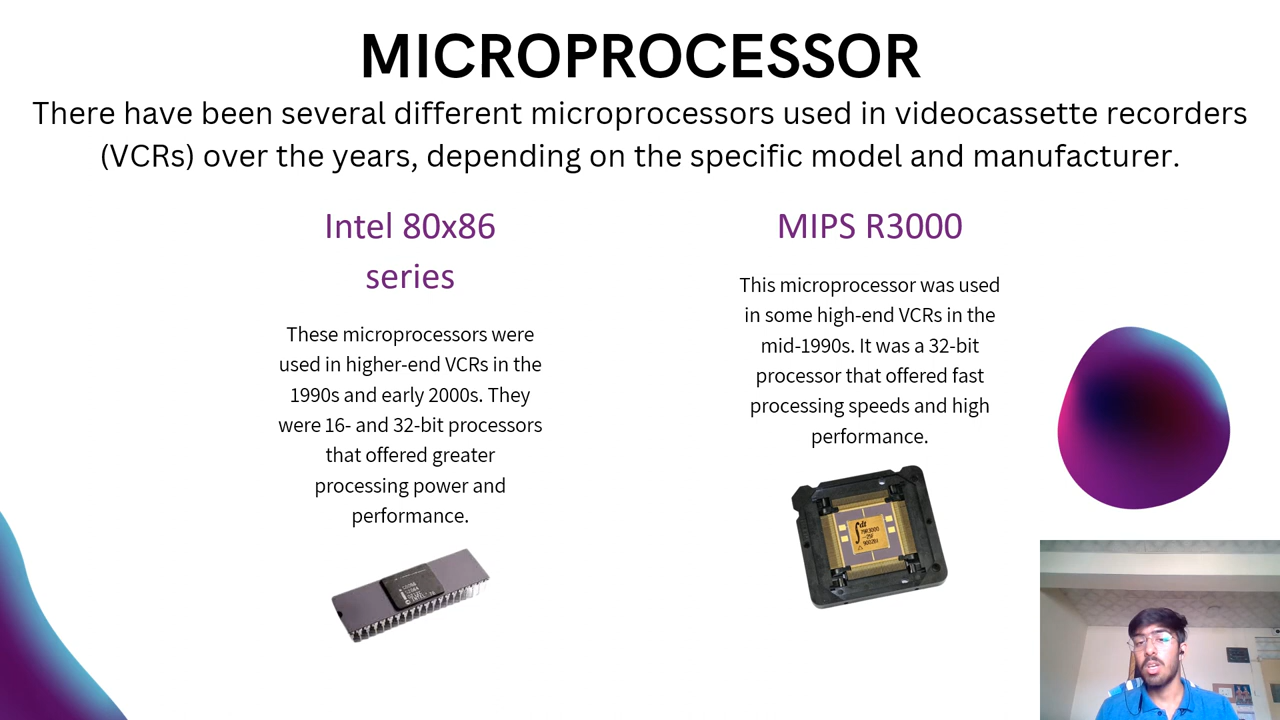 MICROPROCESSOR
There have been several different microprocessors used in videocassette recorders
(VCRs) over the years, depending on the specific model and manufacturer.
Intel 80x86
series
These microprocessors were
used in higher-end VCRs in the
1990s and early 2000s. They
were 16- and 32-bit processors
that offered greater
processing power and
performance.
MIPS R3000
This microprocessor was used
in some high-end VCRs in the
mid-1990s. It was a 32-bit
processor that offered fast
processing speeds and high
performance.